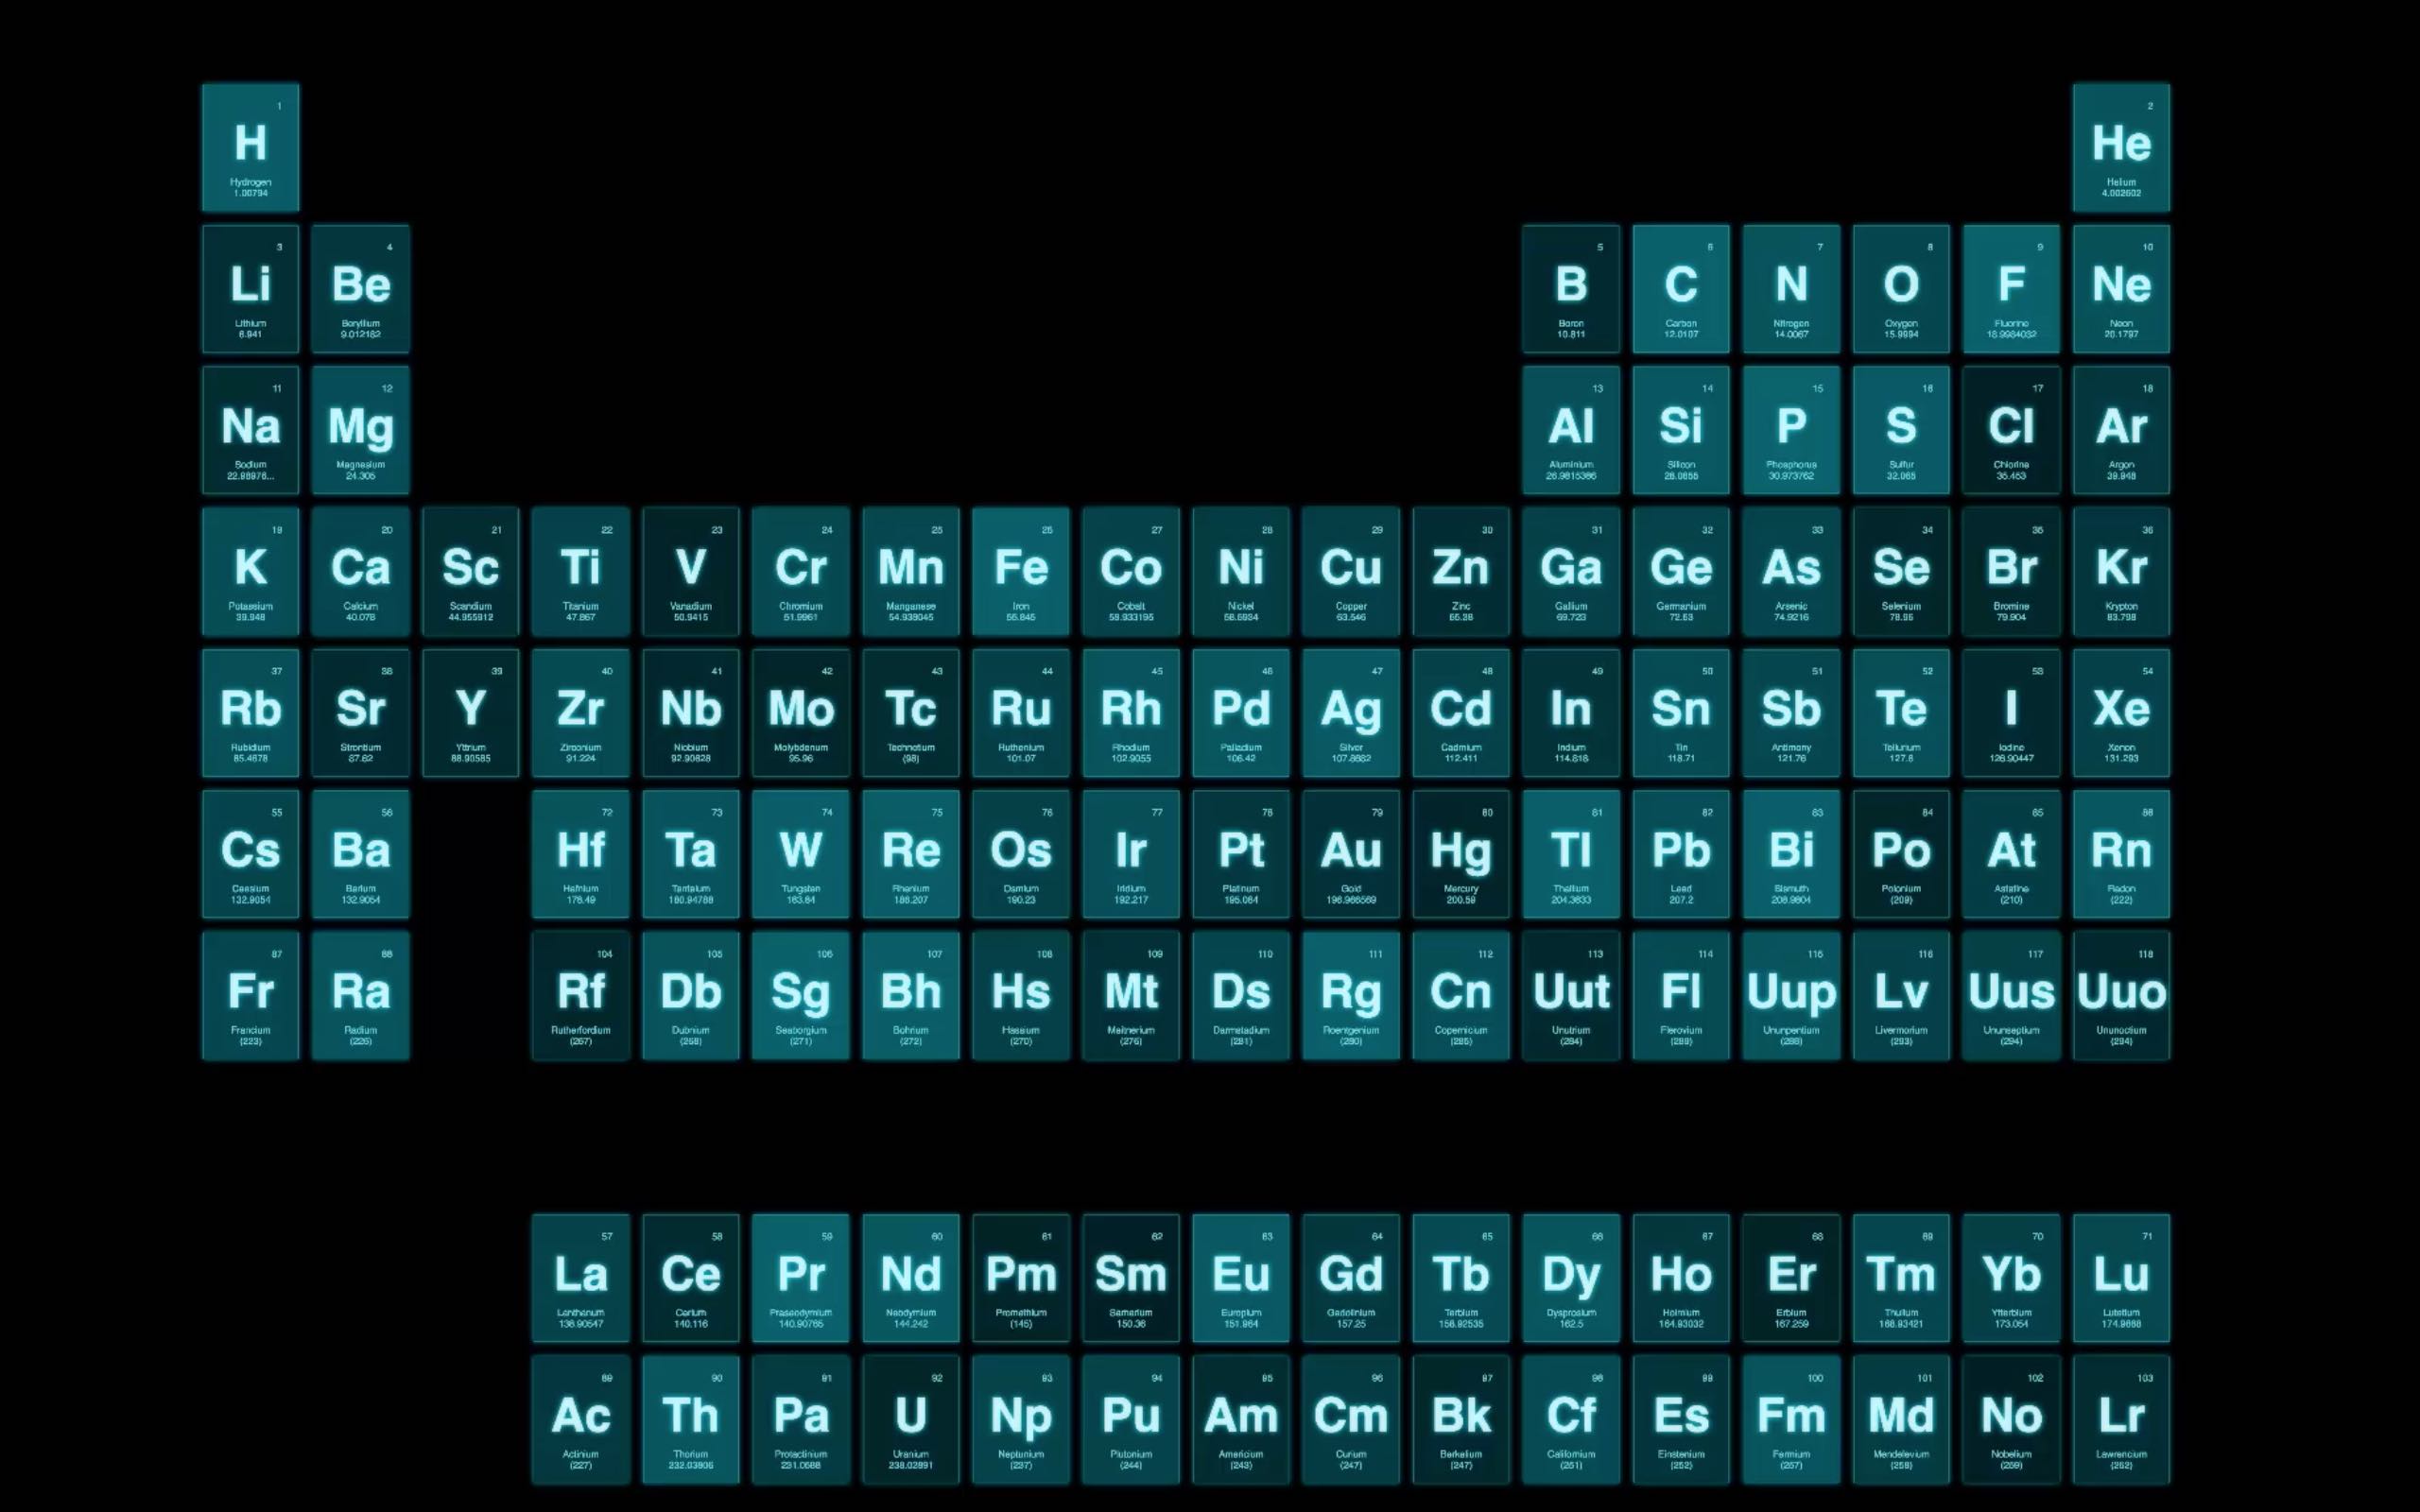 1
H
Hydrogen
1.00794
2
He
Helium
4.002602
3
Li
Lithium
6.941
4
Be
Beryllium
9.012182
5
B
Boron
10.811
6
C
Carbon
12.0107
7
N
Nitrogen
14.0067
8
O
Oxygen
15.9994
9
F
Fluorine
18.9984032
10
Ne
Neon
20.1797
11
Na
Sodium
22.98976...
12
Mg
Magnesium
24.305
13
Al
Aluminium
26.9815386
14
Si
Silicon
28.0855
15
P
Phosphorus
30.973762
16
S
Sulfur
32.065
17
Cl
Chlorine
35.453
18
Ar
Argon
39.948
19
K
Potassium
39.948
20
Ca
Calcium
40.078
21
Sc
Scandium
44.955912
22
Ti
Titanium
47.867
23
V
Vanadium
50.9415
24
Cr
Chromium
51.9961
25
Mn
Manganese
54.938045
26
Fe
Iron
55.845
27
Co
Cobalt
58.933195
28
Ni
Nickel
58.6934
29
Cu
Copper
63.546
30
Zn
Zinc
65.38
31
Ga
Gallium
69.723
32
Ge
Germanium
72.63
33
As
Arsenic
74.9216
34
Se
Selenium
78.96
35
Br
Bromine
79.904
36
Kr
Krypton
83.798
37
Rb
Rubidium
85.4678
38
Sr
Strontium
87.62
39
Y
Yttrium
88.90585
40
Zr
Zirconium
91.224
41
Nb
Niobium
92.90628
42
Mo
Molybdenum
95.96
43
Tc
Technetium
(98)
44
Ru
Ruthenium
101.07
45
Rh
Rhodium
102.9055
46
Pd
Palladium
106.42
47
Ag
Silver
107.8682
48
Cd
Cadmium
112.411
49
In
Indium
114.818
50
Sn
Tin
118.71
51
Sb
Antimony
121.76
52
Te
Tellurium
127.6
53
I
Iodine
126.90447
54
Xe
Xenon
131.293
55
Cs
Caesium
132.9054
56
Ba
Barium
132.9054
72
Hf
Hafnium
178.49
73
Ta
Tantalum
180.94788
74
W
Tungsten
183.84
75
Re
Rhenium
186.207
76
Os
Osmium
190.23
77
Ir
Iridium
192.217
78
Pt
Platinum
195.084
79
Au
Gold
196.966569
80
Hg
Mercury
200.59
81
Tl
Thallium
204.3833
82
Pb
Lead
207.2
83
Bi
Bismuth
208.9804
84
Po
Polonium
(209)
85
At
Astatine
(210)
86
Rn
Radon
(222)
87
Fr
Francium
(223)
88
Ra
Radium
(226)
104
Rf
Rutherfordium
(267)
105
Db
Dubnium
(268)
106
Sg
Seaborgium
(271)
107
Bh
Bohrium
(272)
108
Hs
Hassium
(270)
109
Mt
Meitnerium
(276)
110
Ds
Darmstadium
(281)
111
Rg
Roentgenium
(280)
112
Cn
Copernicium
(285)
113
Uut
Unutrium
(284)
114
Fl
Flerovium
(289)
115
Uup
Ununpentium
(288)
116
Lv
Livermorium
(293)
117
Uus
Ununseptium
(294)
118
Uuo
Ununoctium
(294)
57
La
Lanthanum
138.90547
58
Ce
Cerium
140.116
59
Pr
Praseodymium
140.90765
60
Nd
Neodymium
144.242
61
Pm
Promethium
(145)
62
Sm
Samarium
150.36
63
Eu
Europium
151.964
64
Gd
Gadolinium
157.25
65
Tb
Terbium
158.92535
66
Dy
Dysprosium
162.5
67
Ho
Holmium
164.93032
68
Er
Erbium
167.259
69
Tm
Thulium
168.93421
70
Yb
Ytterbium
173.054
71
Lu
Lutetium
174.9668
89
Ac
Actinium
(227)
90
Th
Thorium
232.03806
91
Pa
Protactinium
231.0588
92
U
Uranium
238.02891
93
Np
Neptunium
(237)
94
Pu
Plutonium
(244)
95
Am
Americium
(243)
96
Cm
Curium
(247)
97
Bk
Berkelium
(247)
98
Cf
Californium
(251)
99
Es
Einstenium
(252)
100
Fm
Fermium
(257)
101
Md
Mendelevium
(258)
102
No
Nobelium
(259)
103
Lr
Lawrencium
(262)